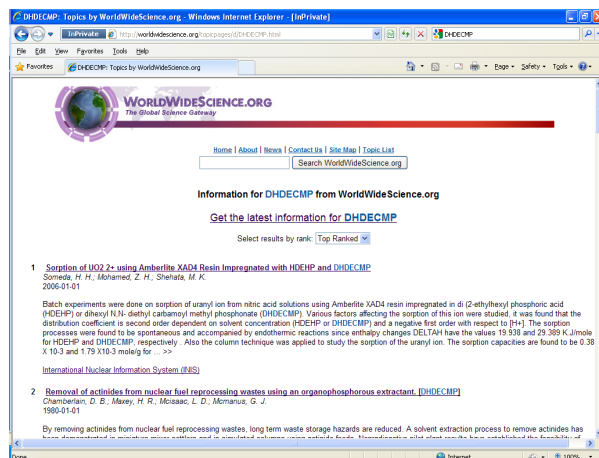 DHDECMP: Topics by WorldWideScience.org - Windows Internet Explorer - [InPrivate]
InPrivate http://worldwidescience.org/topicpages/d/DHDECMP.html DHDECMP
File Edit View Favorites Tools Help
Favorites DHDECMP: Topics by WorldWideScience.org Page Safety Tools
WORLDWIDESCIENCE.ORG
The Global Science Gateway
Home | About | News | Contact Us | Site Map | Topic List
Search WorldWideScience.org
Information for DHDECMP from WorldWideScience.org
Get the latest information for DHDECMP
Select results by rank: Top Ranked
1 Sorption of UO2 2+ using Amberlite XAD4 Resin Impregnated with HDEHP and DHDECMP
Someda, H. H.; Mohamed, Z. H.; Shehata, M. K.
2006-01-01
Batch experiments were done on sorption of uranyl ion from nitric acid solutions using Amberlite XAD4 resin impregnated in di (2-ethylhexyl phosphoric acid
(HDEHP) or dihexyl N,N- diethyl carbamoyl methyl phosphonate (DHDECMP). Various factors affecting the sorption of this ion were studied, it was found that the
distribution coefficient is second order dependent on solvent concentration (HDEHP or DHDECMP) and a negative first order with respect to [H+]. The sorption
processes were found to be spontaneous and accompanied by endothermic reactions since enthalpy changes DELTAH have the values 19.938 and 29.389 K.J/mole
for HDEHP and DHDECMP, respectively . Also the column technique was applied to study the sorption of the uranyl ion. The sorption capacities are found to be 0.38
X 10-3 and 1.79 X10-3 mole/g for ... >>
International Nuclear Information System (INIS)
2 Removal of actinides from nuclear fuel reprocessing wastes using an organophosphorous extractant. [DHDECMP]
Chamberlain, D. B.; Maxey, H. R.; Mcisaac, L. D.; Mcmanus, G. J.
1980-01-01
By removing actinides from nuclear fuel reprocessing wastes, long term waste storage hazards are reduced. A solvent extraction process to remove actinides has
Done Internet 100%